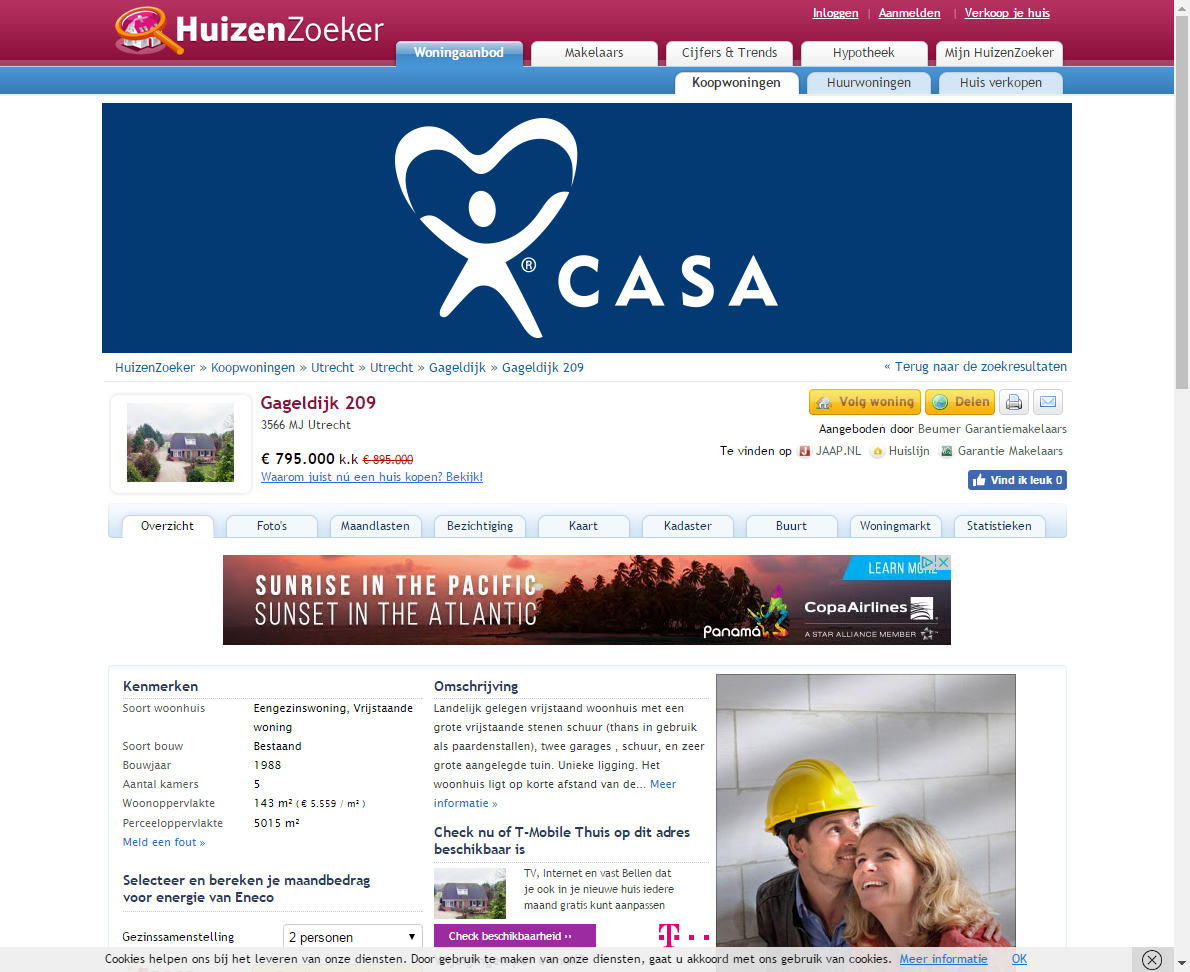 HuizenZoeker
Inloggen | Aanmelden | Verkoop je huis
Woningaanbod Makelaars Cijfers & Trends Hypotheek Mijn HuizenZoeker
Koopwoningen Huurwoningen Huis verkopen
® CASA
HuizenZoeker » Koopwoningen » Utrecht » Utrecht » Gageldijk » Gageldijk 209
« Terug naar de zoekresultaten
Gageldijk 209
3566 MJ Utrecht
€ 795.000 k.k € 895.000
Waarom juist nú een huis kopen? Bekijk!
Volg woning Delen
Aangeboden door Beumer Garantiemakelaars
Te vinden op JAAP.NL Huislijn Garantie Makelaars
Vind ik leuk 0
Overzicht Foto's Maandlasten Bezichtiging Kaart Kadaster Buurt Woningmarkt Statistieken
SUNRISE IN THE PACIFIC
SUNSET IN THE ATLANTIC
Panamá
LEARN MORE
CopaAirlines
A STAR ALLIANCE MEMBER
Kenmerken
Soort woonhuis Eengezinswoning, Vrijstaande
woning
Soort bouw Bestaand
Bouwjaar 1988
Aantal kamers 5
Woonoppervlakte 143 m² ( € 5.559 / m² )
Perceeloppervlakte 5015 m²
Meld een fout »
Selecteer en bereken je maandbedrag
voor energie van Eneco
Gezinssamenstelling 2 personen
Omschrijving
Landelijk gelegen vrijstaand woonhuis met een
grote vrijstaande stenen schuur (thans in gebruik
als paardenstallen), twee garages , schuur, en zeer
grote aangelegde tuin. Unieke ligging. Het
woonhuis ligt op korte afstand van de... Meer
informatie »
Check nu of T-Mobile Thuis op dit adres
beschikbaar is
TV, Internet en vast Bellen dat
je ook in je nieuwe huis iedere
maand gratis kunt aanpassen
Check beschikbaarheid ››
T
Cookies helpen ons bij het leveren van onze diensten. Door gebruik te maken van onze diensten, gaat u akkoord met ons gebruik van cookies. Meer informatie OK